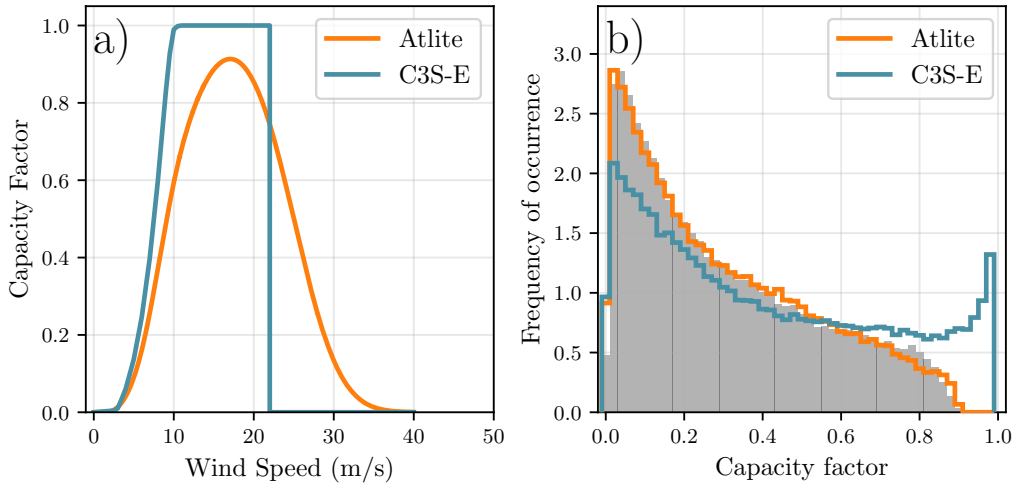 a)
Atlite
C3S-E
Capacity Factor
1.0
0.8
0.6
0.4
0.2
0.0
0 10 20 30 40 50
Wind Speed (m/s)
b)
Atlite
C3S-E
Frequency of occurrence
3.0
2.5
2.0
1.5
1.0
0.5
0.0
0.0 0.2 0.4 0.6 0.8 1.0
Capacity factor